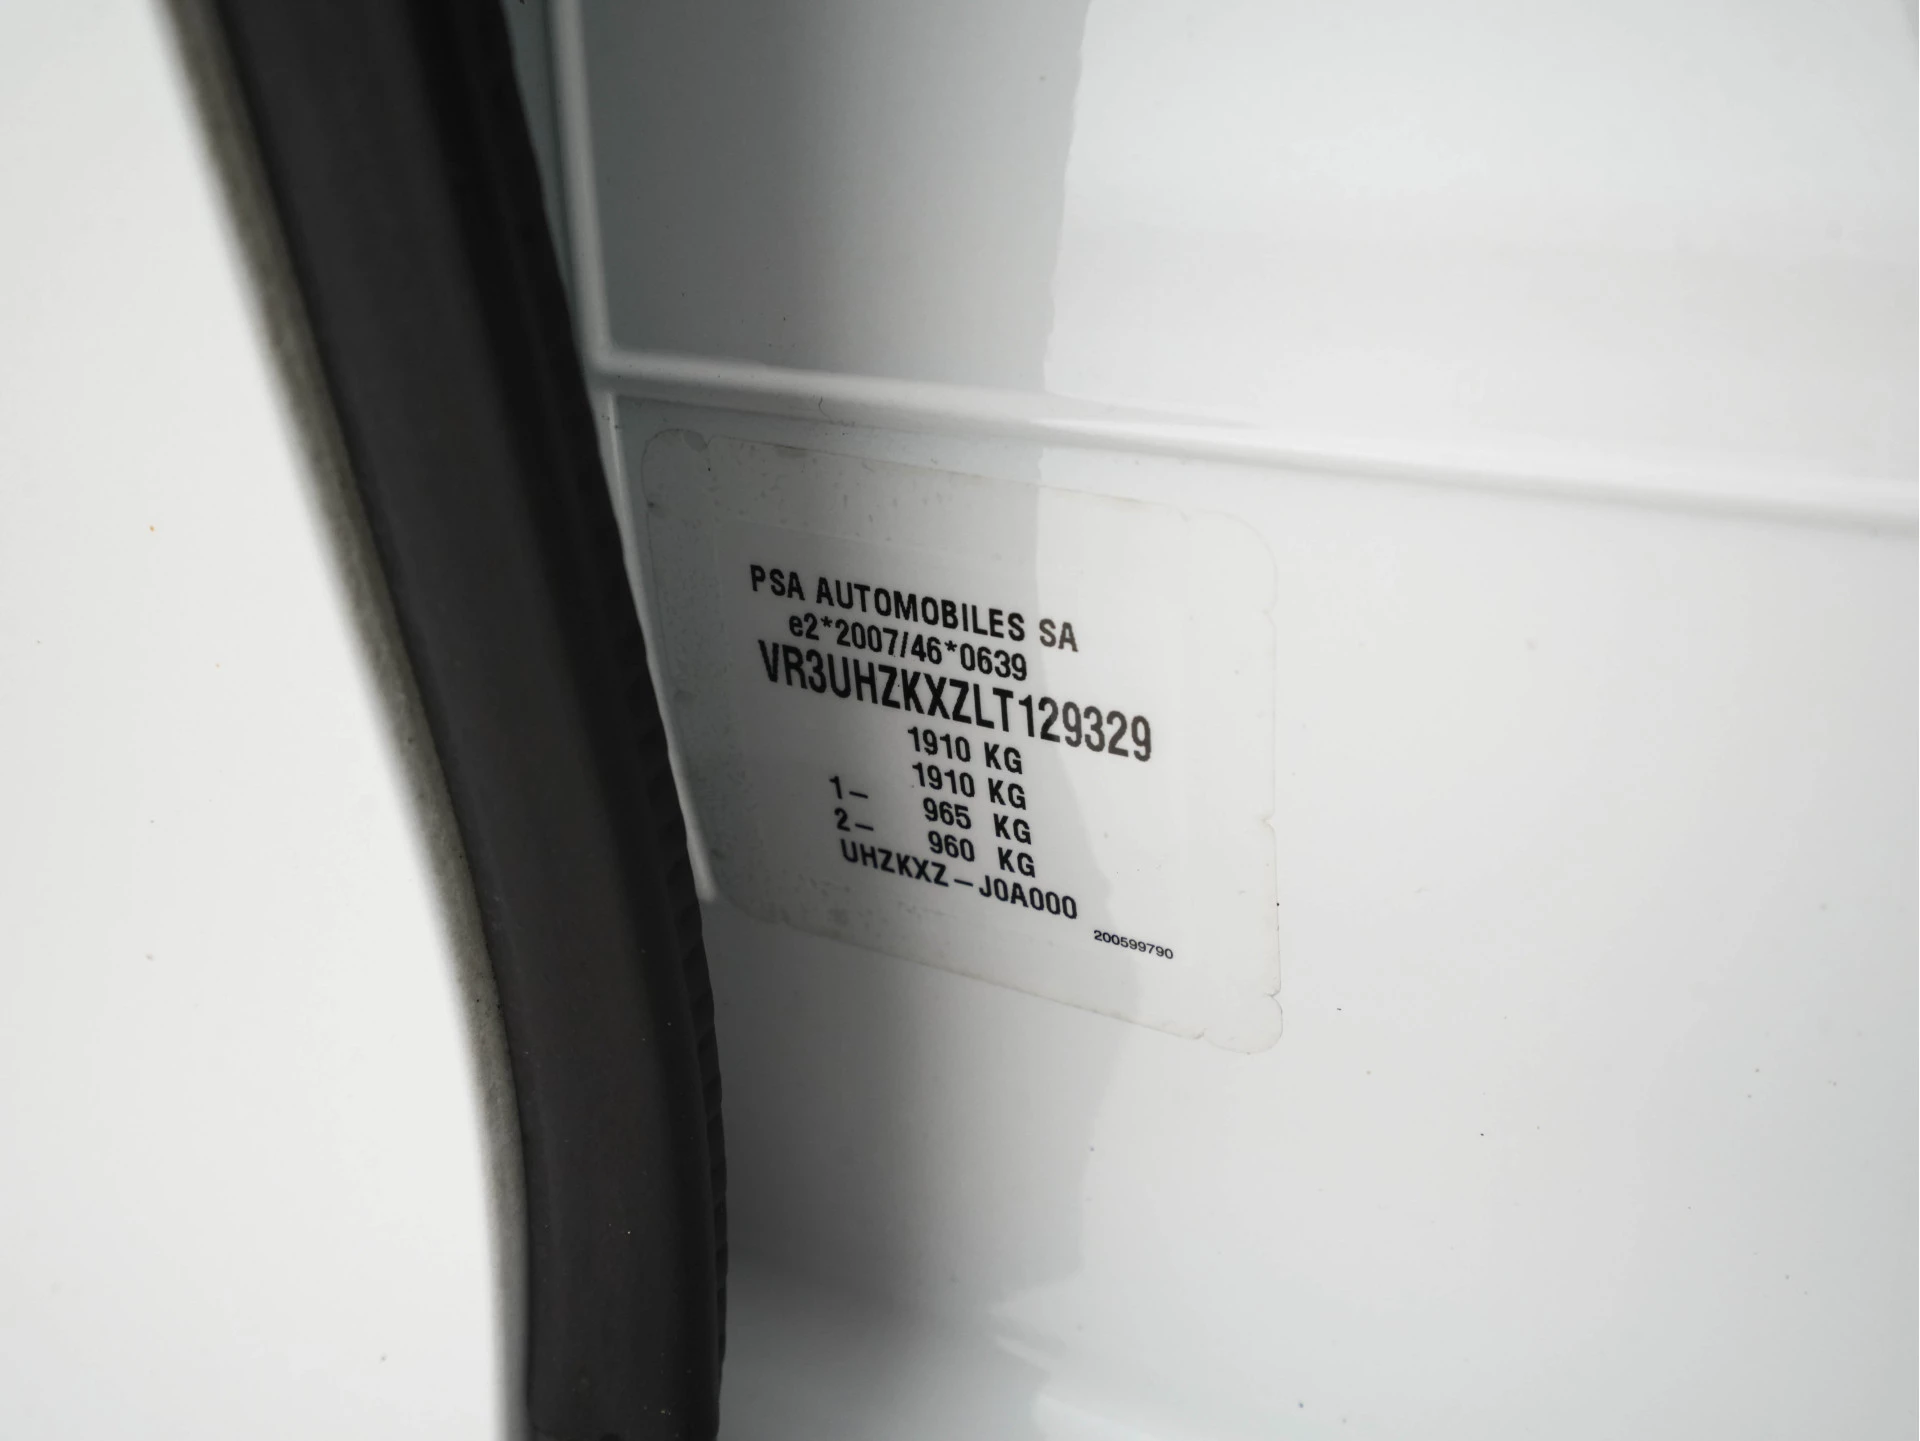 PSA AUTOMOBILES SA
e2*2007/46*0639
VR3UHZKXZLT129329
1910 KG
1910 KG
1– 965 KG
2– 960 KG
UHZKXZ–J0A000
200599790